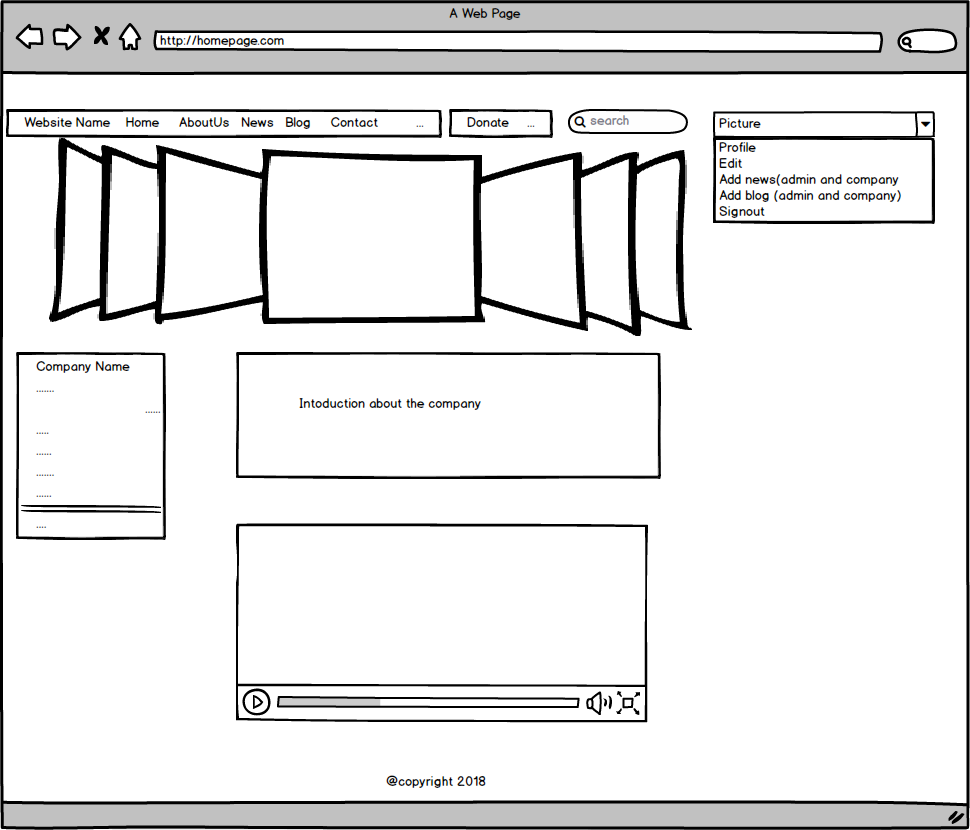 A Web Page
http://homepage.com
Website Name Home AboutUs News Blog Contact ...
Donate ...
search
Picture
Profile
Edit
Add news(admin and company
Add blog (admin and company)
Signout
Company Name
.......
......
.....
......
.......
......
....
Intoduction about the company
@copyright 2018